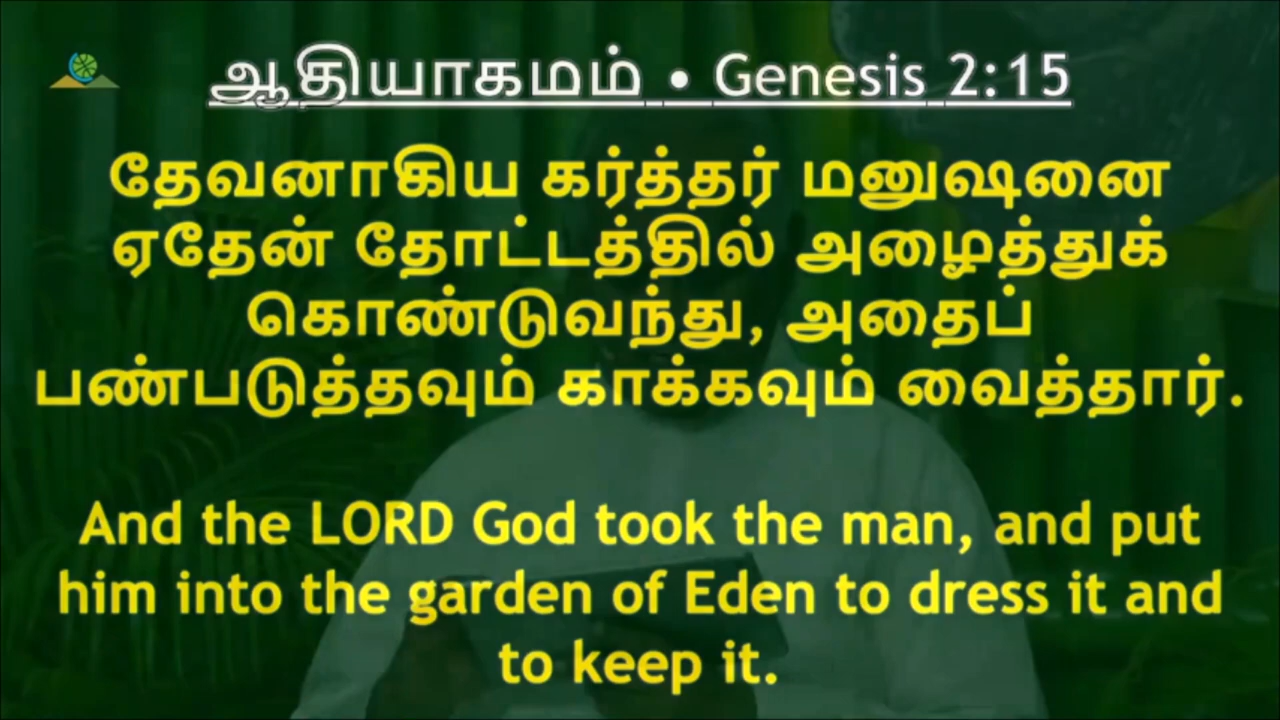 ஆதியாகமம் • Genesis 2:15
தேவனாகிய கர்த்தர் மனுஷனை
ஏதேன் தோட்டத்தில் அழைத்துக்
கொண்டுவந்து, அதைப்
பண்படுத்தவும் காக்கவும் வைத்தார்.
And the LORD God took the man, and put
him into the garden of Eden to dress it and
to keep it.